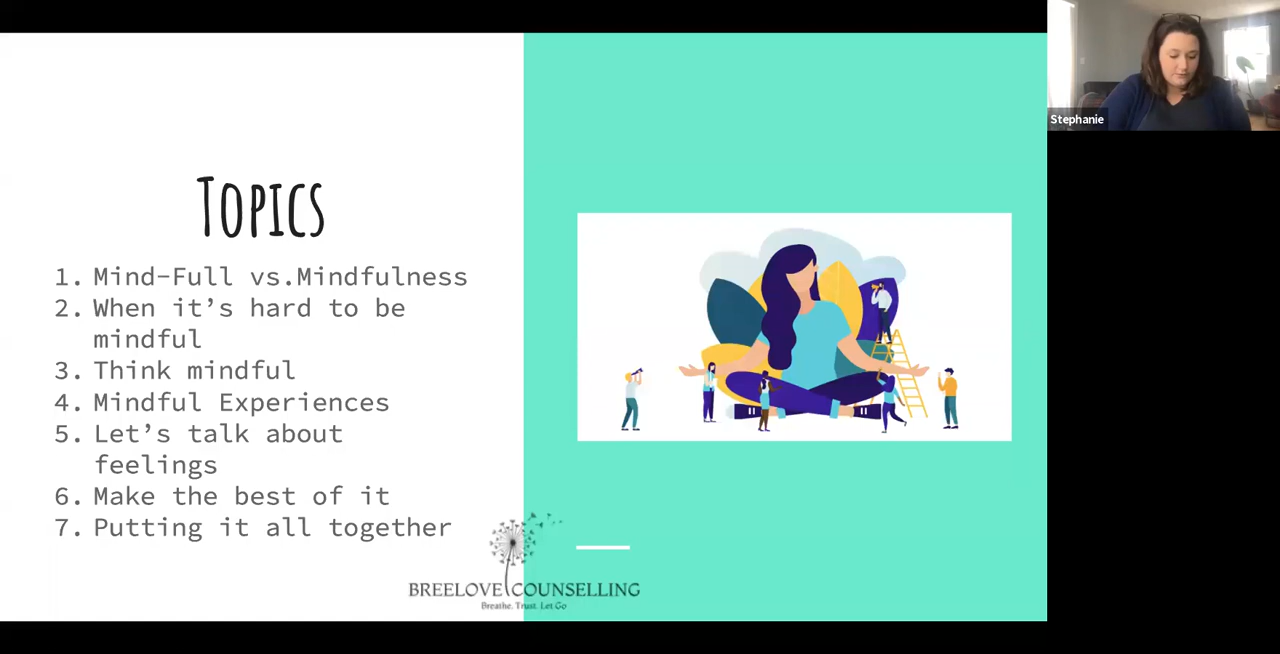 Topics
1. Mind-Full vs.Mindfulness
2. When it’s hard to be
mindful
3. Think mindful
4. Mindful Experiences
5. Let’s talk about
feelings
6. Make the best of it
7. Putting it all together
BREELOVE COUNSELLING
Breathe. Trust. Let Go
Stephanie